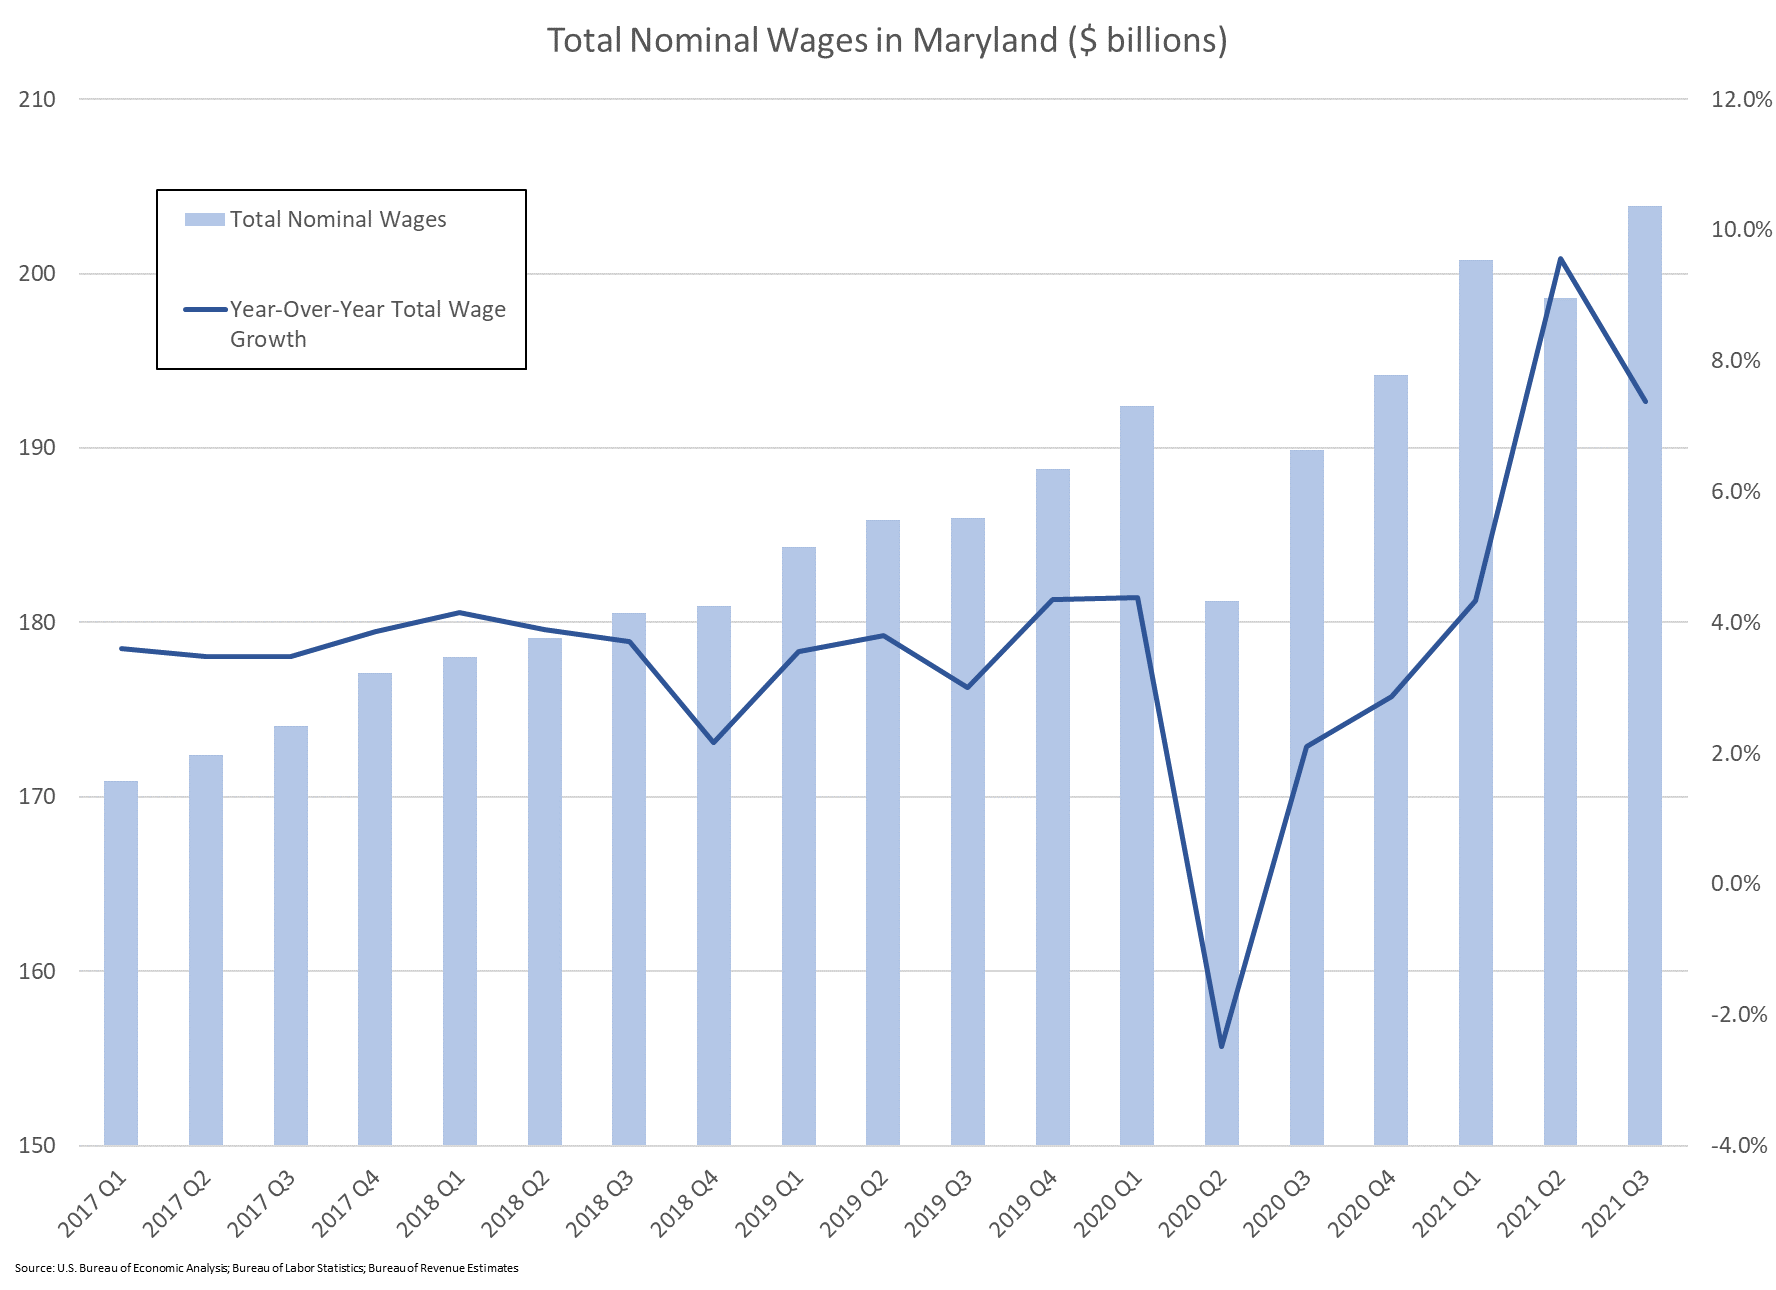 Total Nominal Wages in Maryland ($ billions)
210
200
190
180
170
160
150
12.0%
10.0%
8.0%
6.0%
4.0%
2.0%
0.0%
-2.0%
-4.0%
Total Nominal Wages
Year-Over-Year Total Wage
Growth
2017 Q1
2017 Q2
2017 Q3
2017 Q4
2018 Q1
2018 Q2
2018 Q3
2018 Q4
2019 Q1
2019 Q2
2019 Q3
2019 Q4
2020 Q1
2020 Q2
2020 Q3
2020 Q4
2021 Q1
2021 Q2
2021 Q3
Source: U.S. Bureau of Economic Analysis; Bureau of Labor Statistics; Bureau of Revenue Estimates